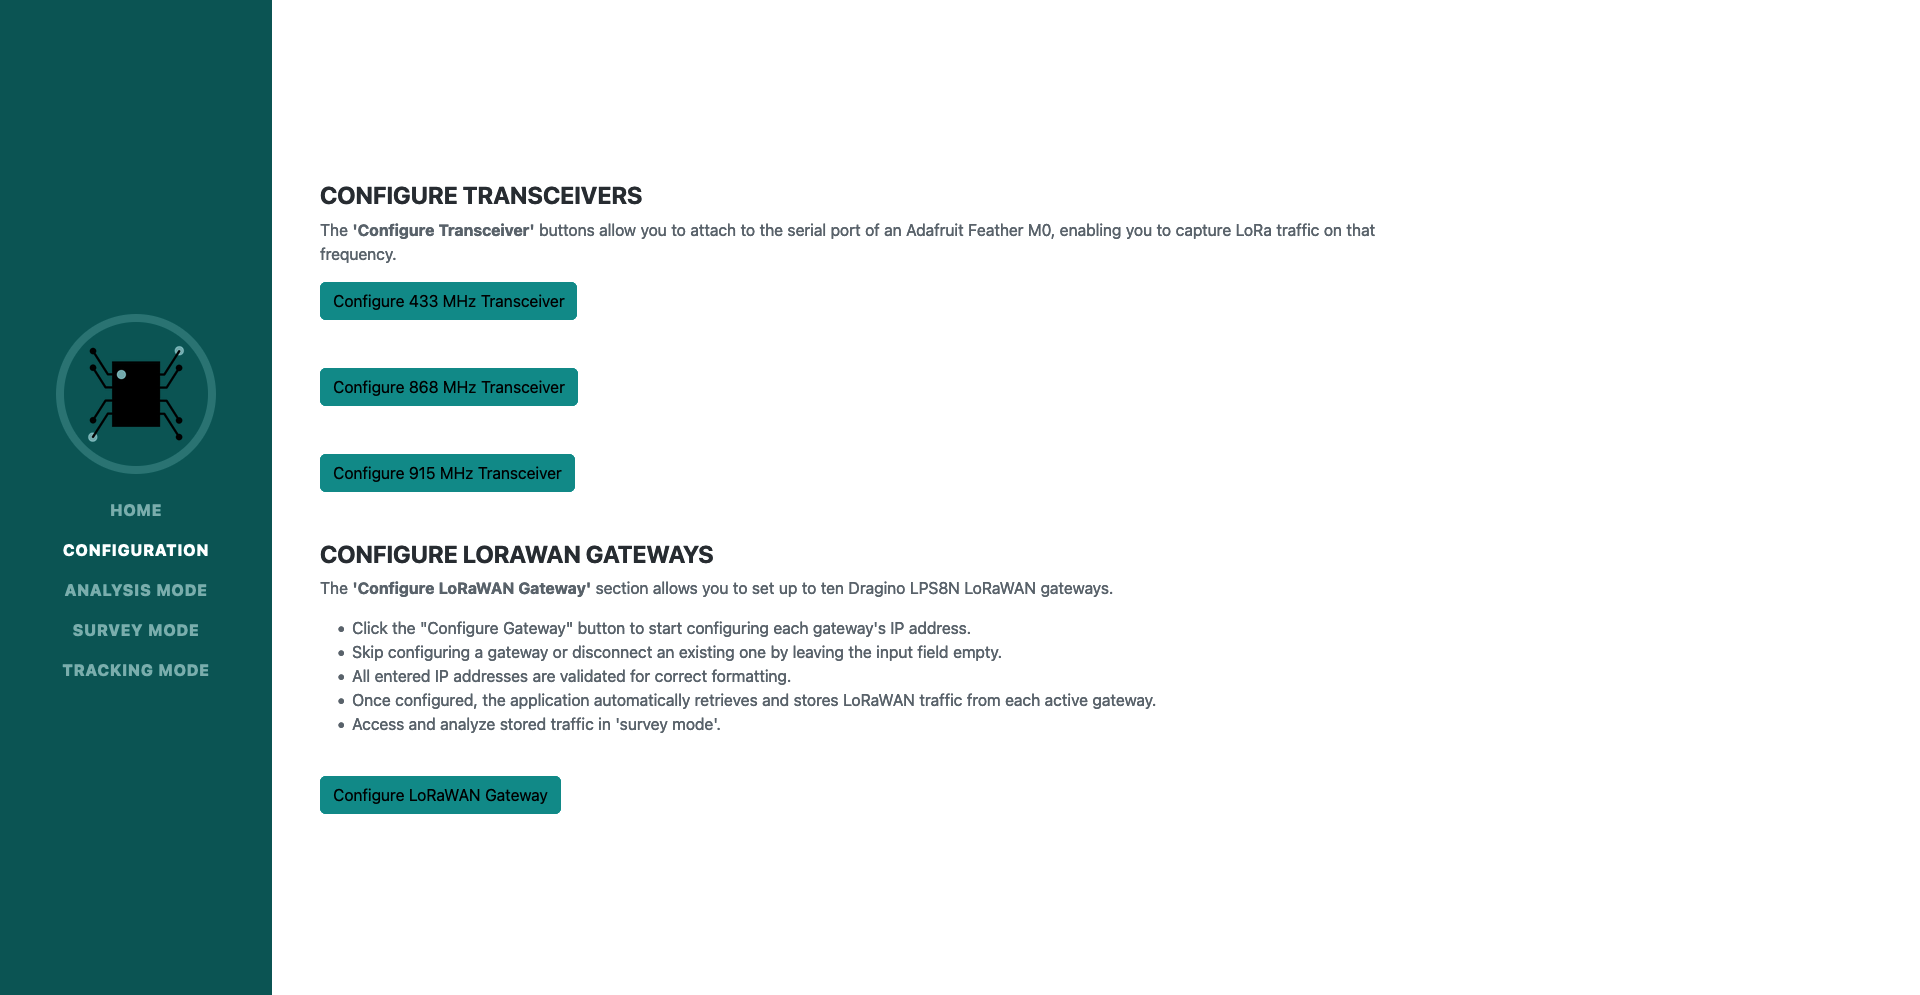 HOME
CONFIGURATION
ANALYSIS MODE
SURVEY MODE
TRACKING MODE
CONFIGURE TRANSCEIVERS
The 'Configure Transceiver' buttons allow you to attach to the serial port of an Adafruit Feather M0, enabling you to capture LoRa traffic on that
frequency.
Configure 433 MHz Transceiver
Configure 868 MHz Transceiver
Configure 915 MHz Transceiver
CONFIGURE LORAWAN GATEWAYS
The 'Configure LoRaWAN Gateway' section allows you to set up to ten Dragino LPS8N LoRaWAN gateways.
• Click the "Configure Gateway" button to start configuring each gateway's IP address.
• Skip configuring a gateway or disconnect an existing one by leaving the input field empty.
• All entered IP addresses are validated for correct formatting.
• Once configured, the application automatically retrieves and stores LoRaWAN traffic from each active gateway.
• Access and analyze stored traffic in 'survey mode'.
Configure LoRaWAN Gateway